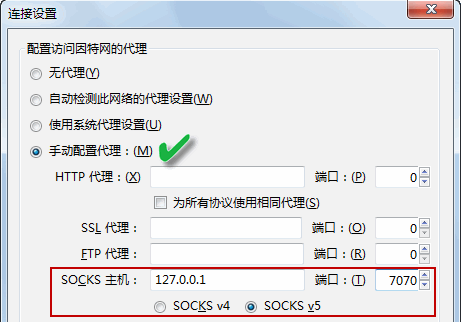 连接设置
配置访问因特网的代理
无代理(Y)
自动检测此网络的代理设置(W)
使用系统代理设置(U)
手动配置代理：(M)
HTTP 代理：(X) 端口：(P) 0
为所有协议使用相同代理(S)
SSL 代理： 端口：(O) 0
FTP 代理： 端口：(R) 0
SOCKS 主机： 127.0.0.1 端口：(T) 7070
SOCKS v4 SOCKS v5